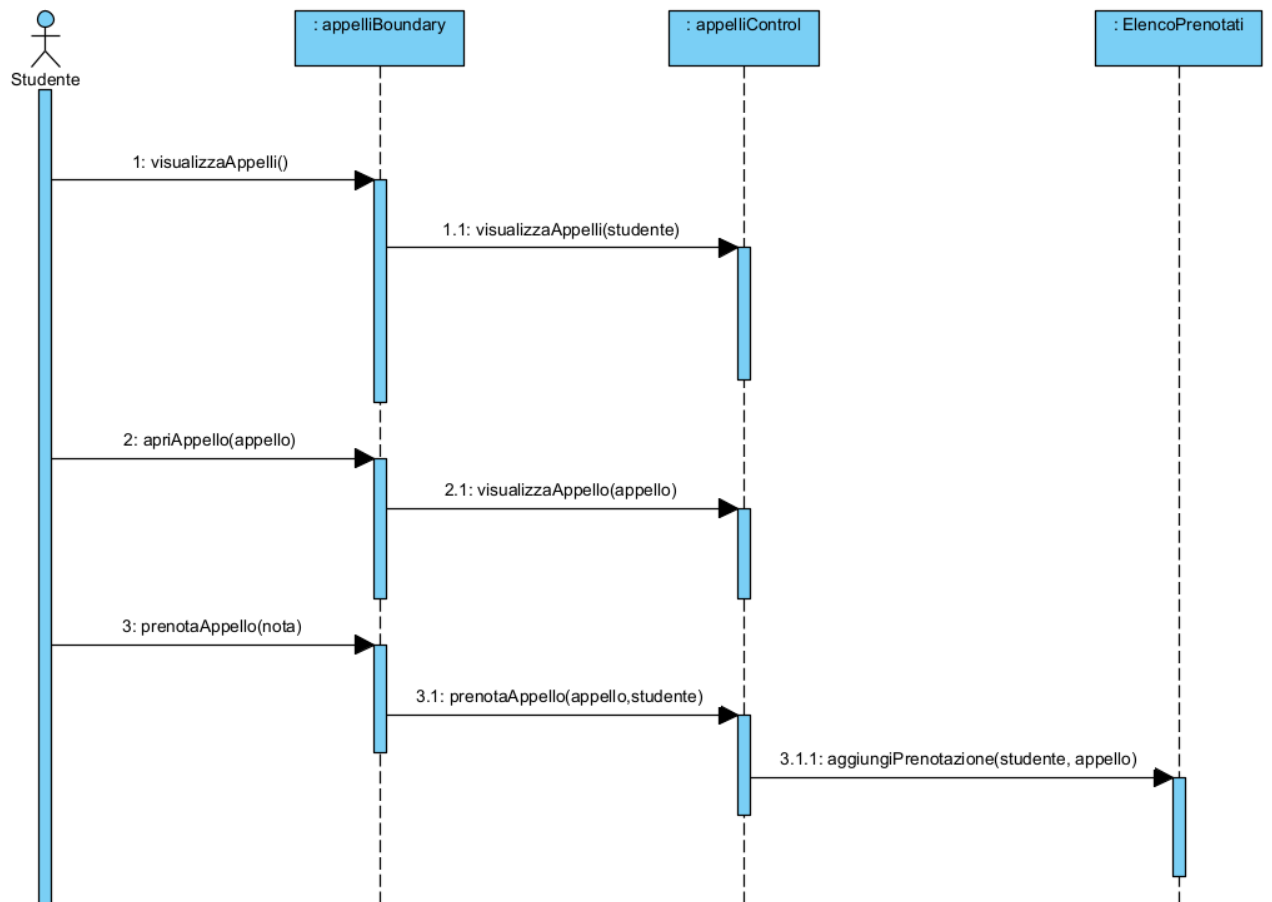 : appelliBoundary
: appelliControl
: ElencoPrenotati
Studente
1: visualizzaAppelli()
1.1: visualizzaAppelli(studente)
2: apriAppello(appello)
2.1: visualizzaAppello(appello)
3: prenotaAppello(nota)
3.1: prenotaAppello(appello,studente)
3.1.1: aggiungiPrenotazione(studente, appello)